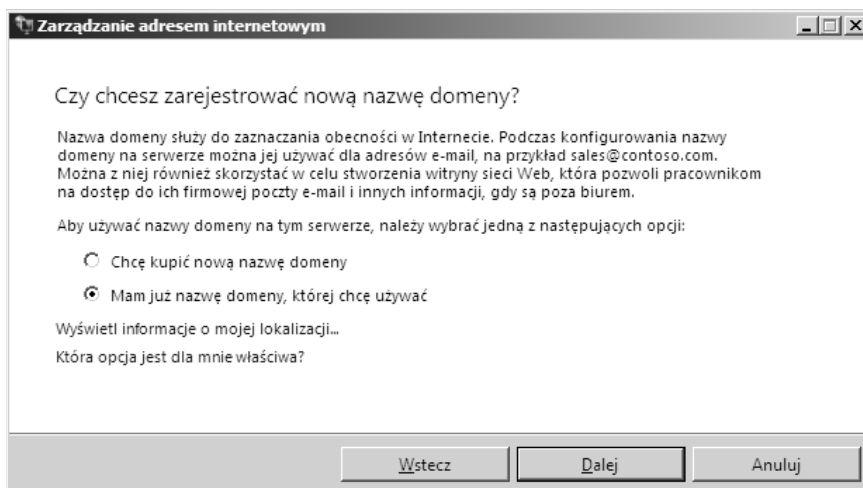 Zarządzanie adresem internetowym
Czy chcesz zarejestrować nową nazwę domeny?
Nazwa domeny służy do zaznaczania obecności w Internecie. Podczas konfigurowania nazwy
domeny na serwerze można jej używać dla adresów e-mail, na przykład sales@contoso.com.
Można z niej również skorzystać w celu stworzenia witryny sieci Web, która pozwoli pracownikom
na dostęp do ich firmowej poczty e-mail i innych informacji, gdy są poza biurem.
Aby używać nazwy domeny na tym serwerze, należy wybrać jedną z następujących opcji:
Chcę kupić nową nazwę domeny
Mam już nazwę domeny, której chcę używać
Wyświetl informacje o mojej lokalizacji...
Która opcja jest dla mnie właściwa?
Wstecz Dalej Anuluj